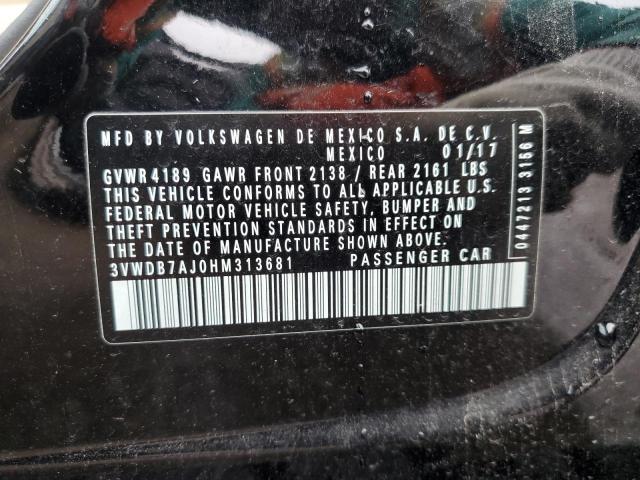 MFD BY VOLKSWAGEN DE MEXICO S.A. DE C.V.
MEXICO 01/17
GVWR 4189 GAWR FRONT 2138 / REAR 2161 LBS
THIS VEHICLE CONFORMS TO ALL APPLICABLE U.S.
FEDERAL MOTOR VEHICLE SAFETY, BUMPER AND
THEFT PREVENTION STANDARDS IN EFFECT ON
THE DATE OF MANUFACTURE SHOWN ABOVE.
3VWDB7AJ0HM313681 PASSENGER CAR
0447213 3156 M